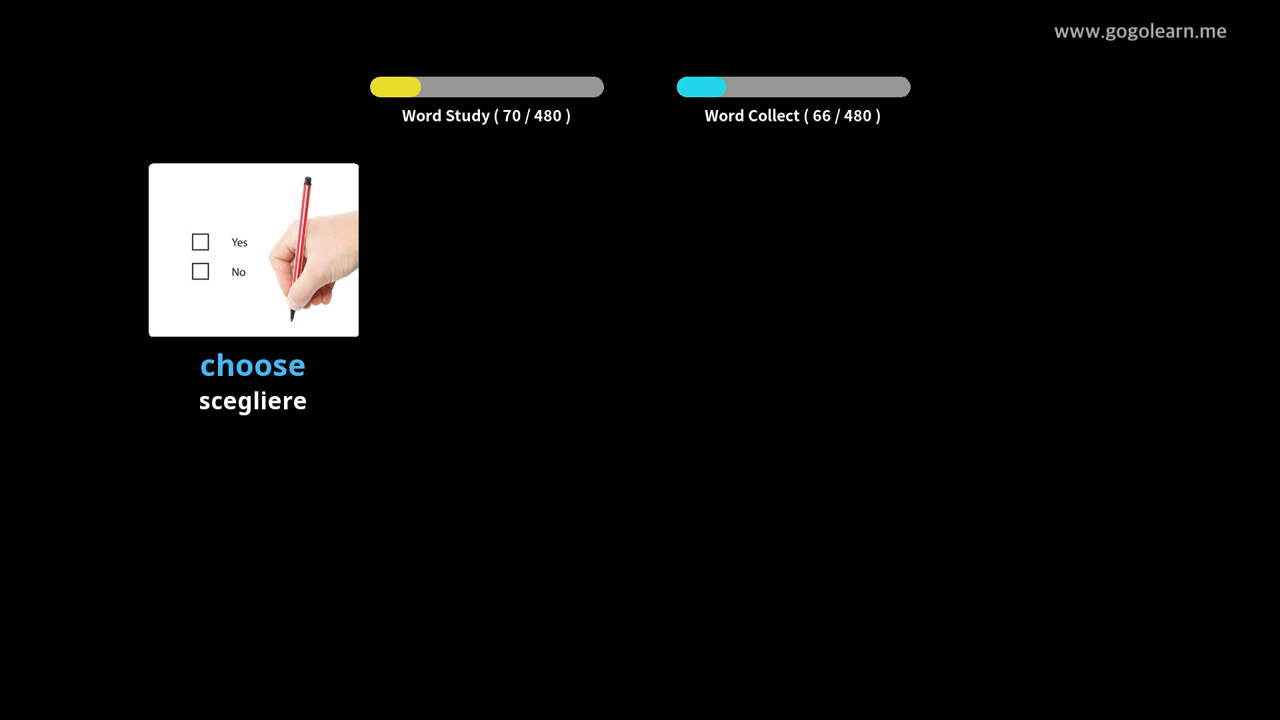 www.gogolearn.me
Word Study ( 70 / 480 )
Word Collect ( 66 / 480 )
Yes
No
choose
scegliere